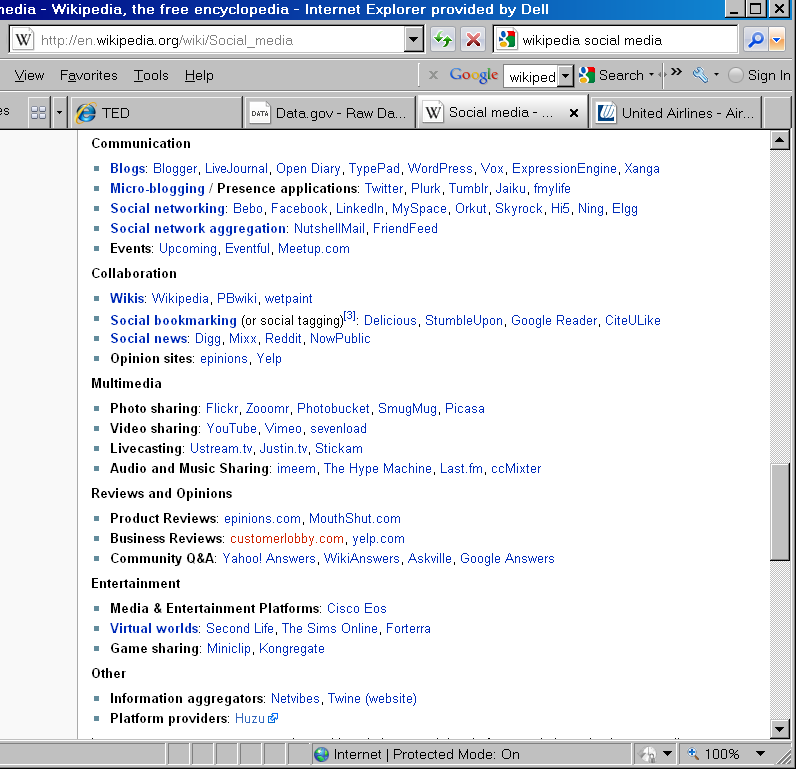 media - Wikipedia, the free encyclopedia - Internet Explorer provided by Dell
W http://en.wikipedia.org/wiki/Social_media wikipedia social media
View Favorites Tools Help x Google wikiped Search » Sign In
es TED DATA Data.gov - Raw Da... W Social media - ... x United Airlines - Air...
Communication
Blogs: Blogger, LiveJournal, Open Diary, TypePad, WordPress, Vox, ExpressionEngine, Xanga
Micro-blogging / Presence applications: Twitter, Plurk, Tumblr, Jaiku, fmylife
Social networking: Bebo, Facebook, LinkedIn, MySpace, Orkut, Skyrock, Hi5, Ning, Elgg
Social network aggregation: NutshellMail, FriendFeed
Events: Upcoming, Eventful, Meetup.com
Collaboration
Wikis: Wikipedia, PBwiki, wetpaint
Social bookmarking (or social tagging)[3]: Delicious, StumbleUpon, Google Reader, CiteULike
Social news: Digg, Mixx, Reddit, NowPublic
Opinion sites: epinions, Yelp
Multimedia
Photo sharing: Flickr, Zooomr, Photobucket, SmugMug, Picasa
Video sharing: YouTube, Vimeo, sevenload
Livecasting: Ustream.tv, Justin.tv, Stickam
Audio and Music Sharing: imeem, The Hype Machine, Last.fm, ccMixter
Reviews and Opinions
Product Reviews: epinions.com, MouthShut.com
Business Reviews: customerlobby.com, yelp.com
Community Q&A: Yahoo! Answers, WikiAnswers, Askville, Google Answers
Entertainment
Media & Entertainment Platforms: Cisco Eos
Virtual worlds: Second Life, The Sims Online, Forterra
Game sharing: Miniclip, Kongregate
Other
Information aggregators: Netvibes, Twine (website)
Platform providers: Huzu
Internet | Protected Mode: On 100%